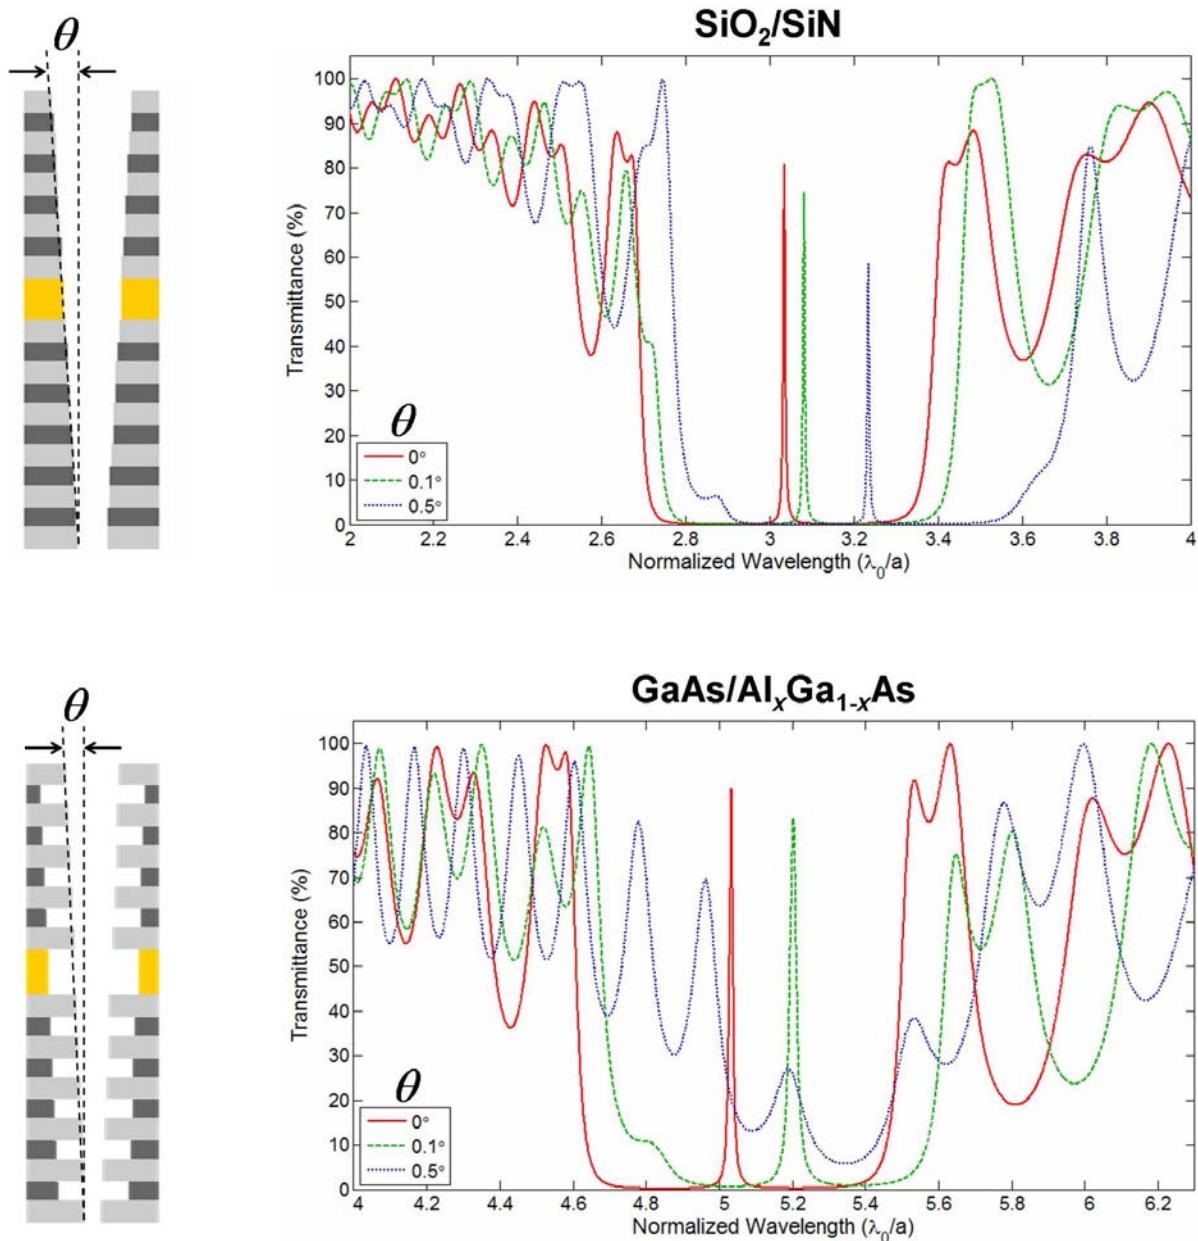 SiO2/SiN
θ
Transmittance (%)
100
90
80
70
60
50
40
30
20
10
0
θ
0°
0.1°
0.5°
2 2.2 2.4 2.6 2.8 3 3.2 3.4 3.6 3.8 4
Normalized Wavelength (λ0/a)
GaAs/AlxGa1-xAs
θ
Transmittance (%)
100
90
80
70
60
50
40
30
20
10
0
θ
0°
0.1°
0.5°
4 4.2 4.4 4.6 4.8 5 5.2 5.4 5.6 5.8 6 6.2
Normalized Wavelength (λ0/a)